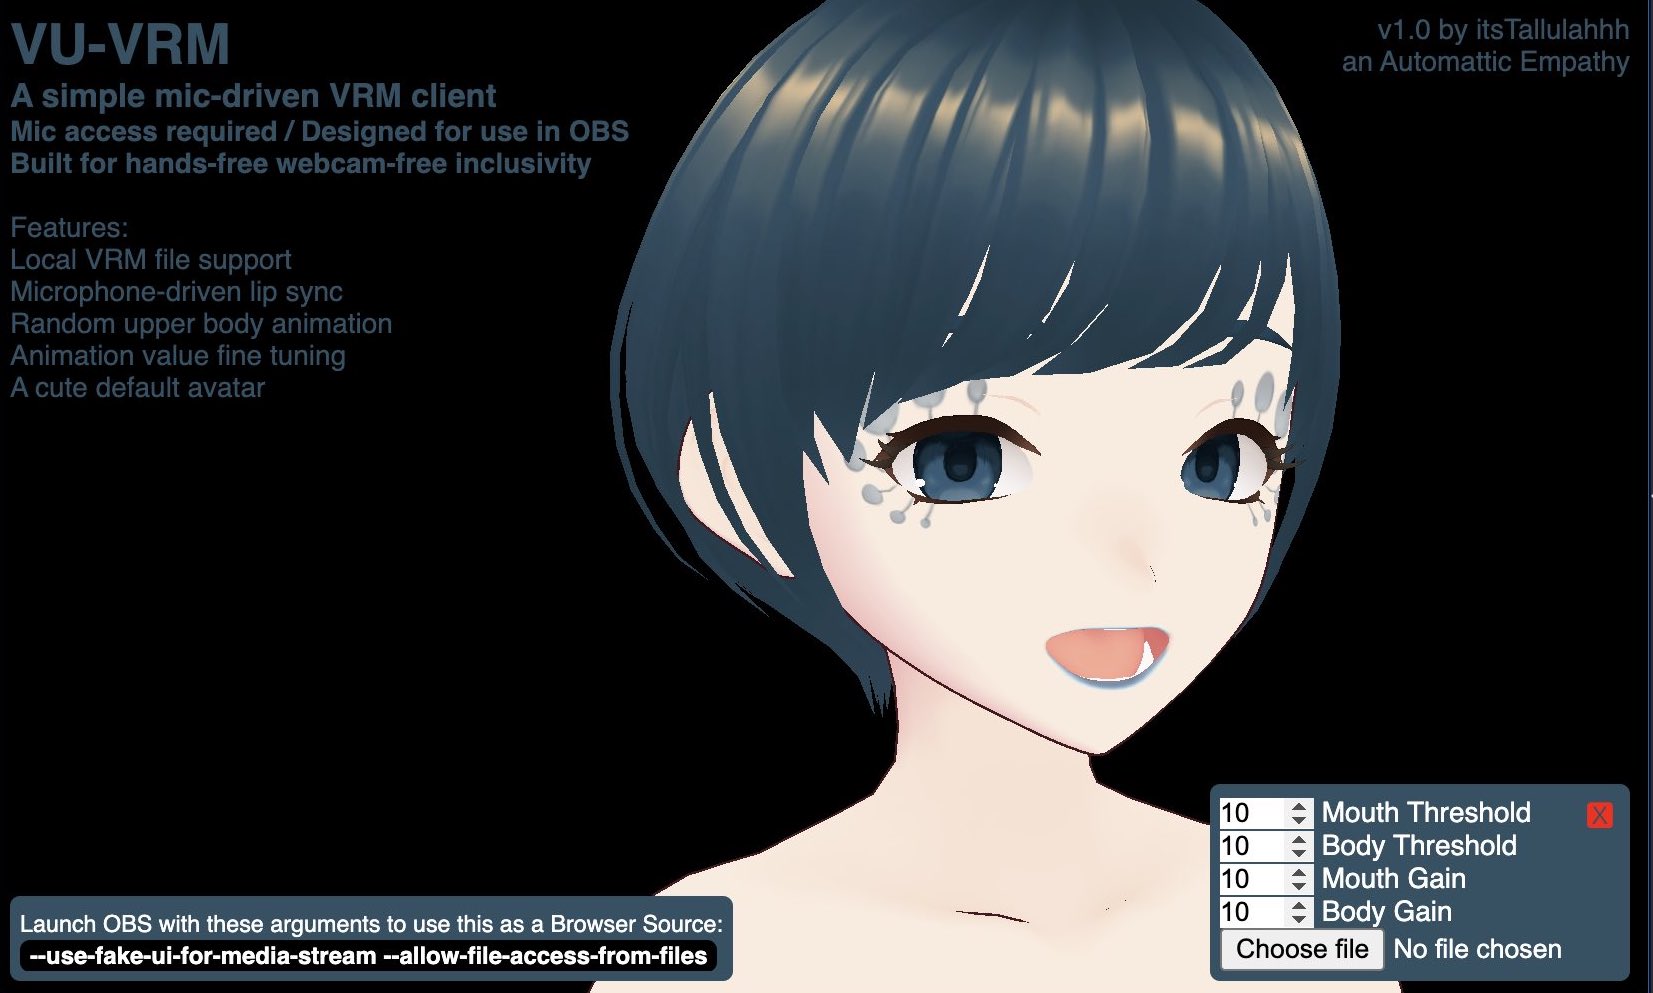 VU-VRM
A simple mic-driven VRM client
Mic access required / Designed for use in OBS
Built for hands-free webcam-free inclusivity
Features:
Local VRM file support
Microphone-driven lip sync
Random upper body animation
Animation value fine tuning
A cute default avatar
v1.0 by itsTallulahhh
an Automattic Empathy
Launch OBS with these arguments to use this as a Browser Source:
--use-fake-ui-for-media-stream --allow-file-access-from-files
10 Mouth Threshold X
10 Body Threshold
10 Mouth Gain
10 Body Gain
Choose file No file chosen